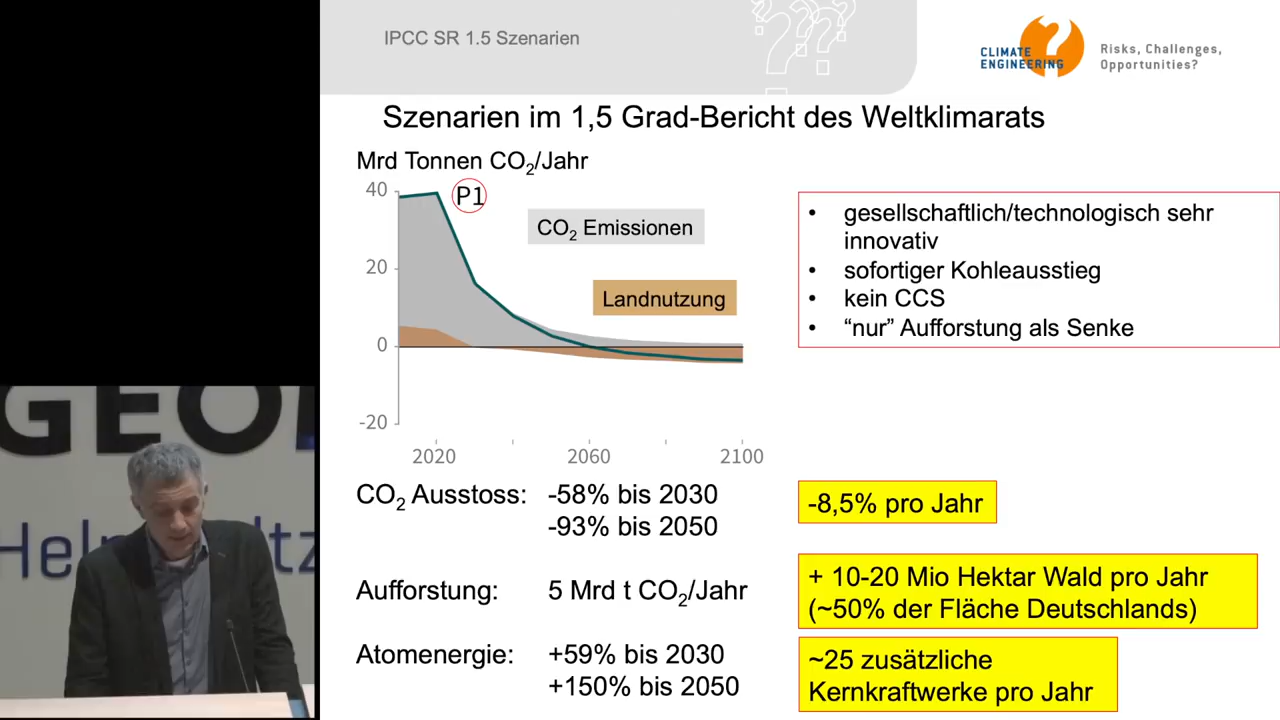 IPCC SR 1.5 Szenarien
CLIMATE
ENGINEERING
?
Risks, Challenges,
Opportunities?
Szenarien im 1,5 Grad-Bericht des Weltklimarats
Mrd Tonnen CO₂/Jahr
40
20
0
-20
P1
CO₂ Emissionen
Landnutzung
2020 2060 2100
• gesellschaftlich/technologisch sehr
innovativ
• sofortiger Kohleausstieg
• kein CCS
• “nur” Aufforstung als Senke
CO₂ Ausstoss: -58% bis 2030
-93% bis 2050
-8,5% pro Jahr
Aufforstung: 5 Mrd t CO₂/Jahr
+ 10-20 Mio Hektar Wald pro Jahr
(~50% der Fläche Deutschlands)
Atomenergie: +59% bis 2030
+150% bis 2050
~25 zusätzliche
Kernkraftwerke pro Jahr
GEO